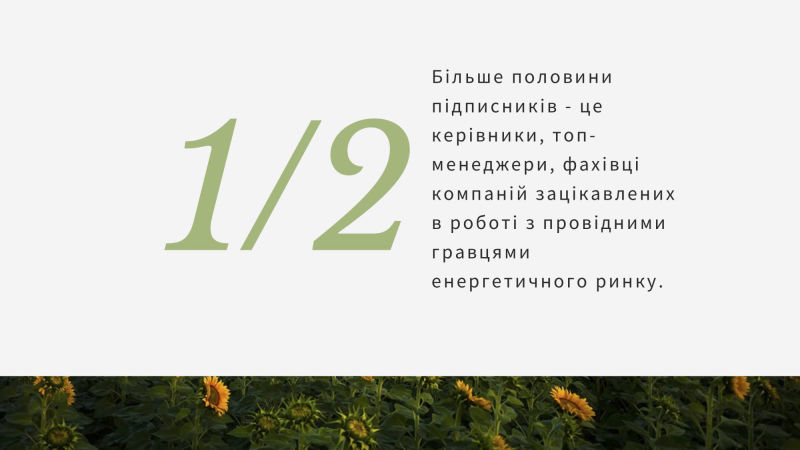 1/2
Більше половини
підписників - це
керівники, топ-
менеджери, фахівці
компаній зацікавлених
в роботі з провідними
гравцями
енергетичного ринку.